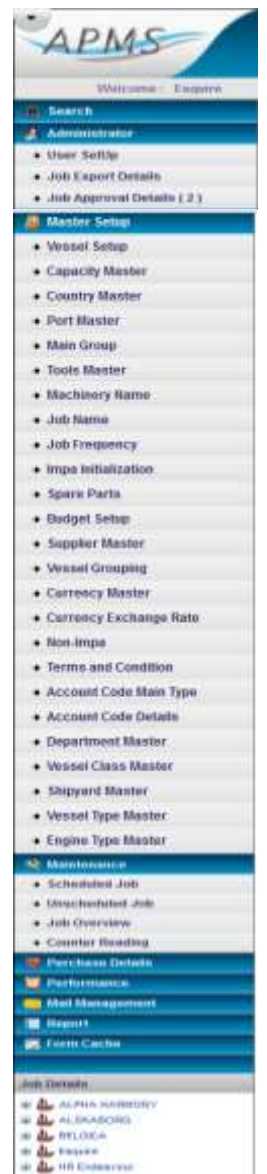 APMS
Welcome : Esquire
Search
Administrator
User SetUp
Job Export Details
Job Approval Details ( 2 )
Master Setup
Vessel Setup
Capacity Master
Country Master
Port Master
Main Group
Tools Master
Machinery Name
Job Name
Job Frequency
Impa Initialization
Spare Parts
Budget Setup
Supplier Master
Vessel Grouping
Currency Master
Currency Exchange Rate
Non-Impa
Terms and Condition
Account Code Main Type
Account Code Details
Department Master
Vessel Class Master
Shipyard Master
Vessel Type Master
Engine Type Master
Maintenance
Scheduled Job
Unscheduled Job
Job Overview
Counter Reading
Purchase Details
Performance
Mail Management
Report
Form Cache
Job Details
ALPHA HARMONY
BELOKA
Esquire
HR Endeavour